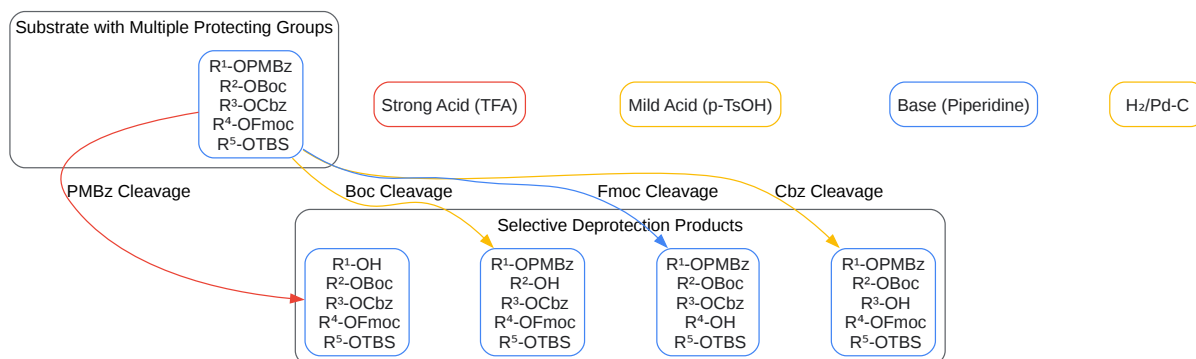 Substrate with Multiple Protecting Groups
R¹-OPMBz
R²-OBoc
R³-OCbz
R⁴-OFmoc
R⁵-OTBS
Strong Acid (TFA)
Mild Acid (p-TsOH)
Base (Piperidine)
H₂/Pd-C
PMBz Cleavage
Boc Cleavage
Fmoc Cleavage
Cbz Cleavage
Selective Deprotection Products
R¹-OH
R²-OBoc
R³-OCbz
R⁴-OFmoc
R⁵-OTBS
R¹-OPMBz
R²-OH
R³-OCbz
R⁴-OFmoc
R⁵-OTBS
R¹-OPMBz
R²-OBoc
R³-OCbz
R⁴-OH
R⁵-OTBS
R¹-OPMBz
R²-OBoc
R³-OH
R⁴-OFmoc
R⁵-OTBS